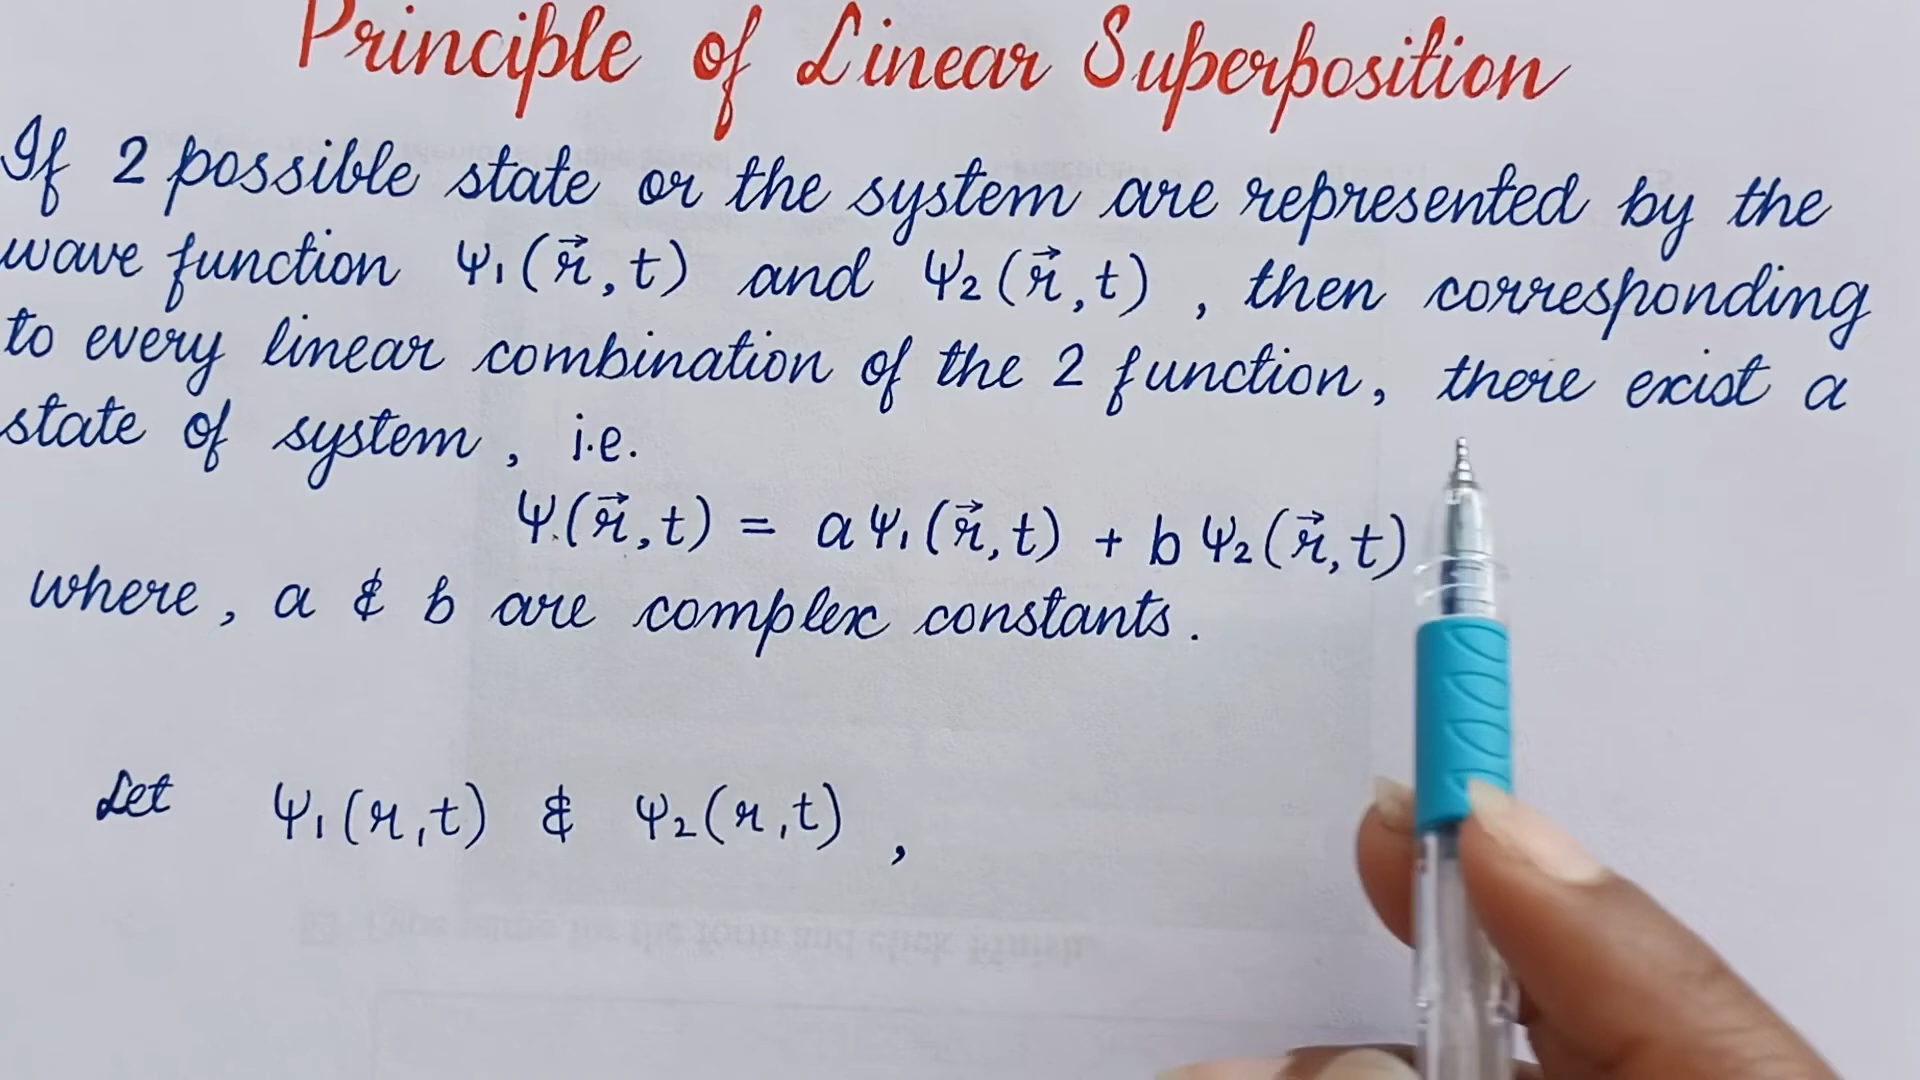 Principle of Linear Superposition
If 2 possible state or the system are represented by the
wave function Ψ₁(r⃗,t) and Ψ₂(r⃗,t), then corresponding
to every linear combination of the 2 function, there exist a
state of system, i.e.
Ψ(r⃗,t) = aΨ₁(r⃗,t) + bΨ₂(r⃗,t)
where, a & b are complex constants.
Let Ψ₁(r,t) & Ψ₂(r,t),